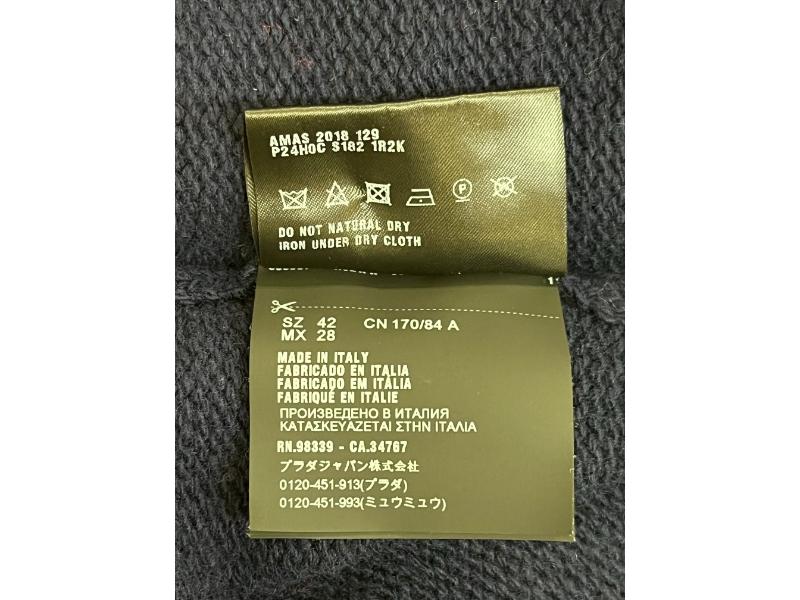 AMAS 2018 129
P24H0C S182 1R2K
DO NOT NATURAL DRY
IRON UNDER DRY CLOTH
SZ 42 CN 170/84 A
MX 28
MADE IN ITALY
FABRICADO EN ITALIA
FABRICADO EM ITÁLIA
FABRIQUÉ EN ITALIE
ПРОИЗВЕДЕНО В ИТАЛИЯ
ΚΑΤΑΣΚΕΥΑΖΕΤΑΙ ΣΤΗΝ ΙΤΑΛΙΑ
RN.98339 - CA.34767
プラダジャパン株式会社
0120-451-913(プラダ)
0120-451-993(ミュウミュウ)